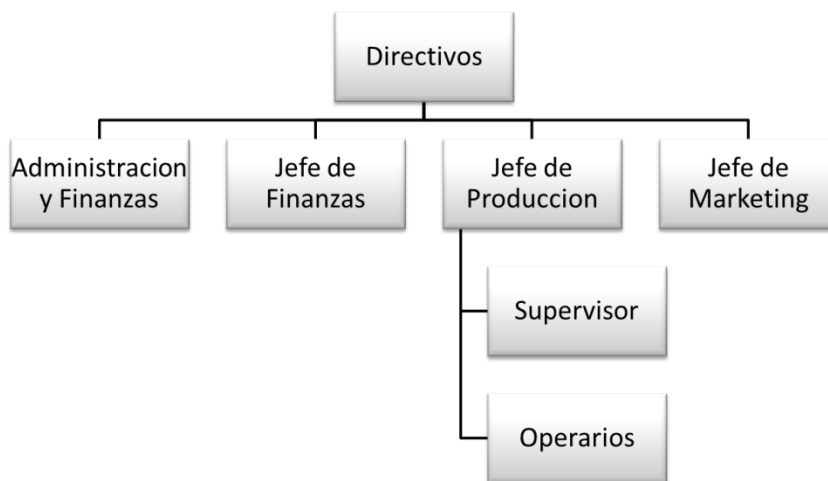 Directivos
Administracion
y Finanzas
Jefe de
Finanzas
Jefe de
Produccion
Jefe de
Marketing
Supervisor
Operarios